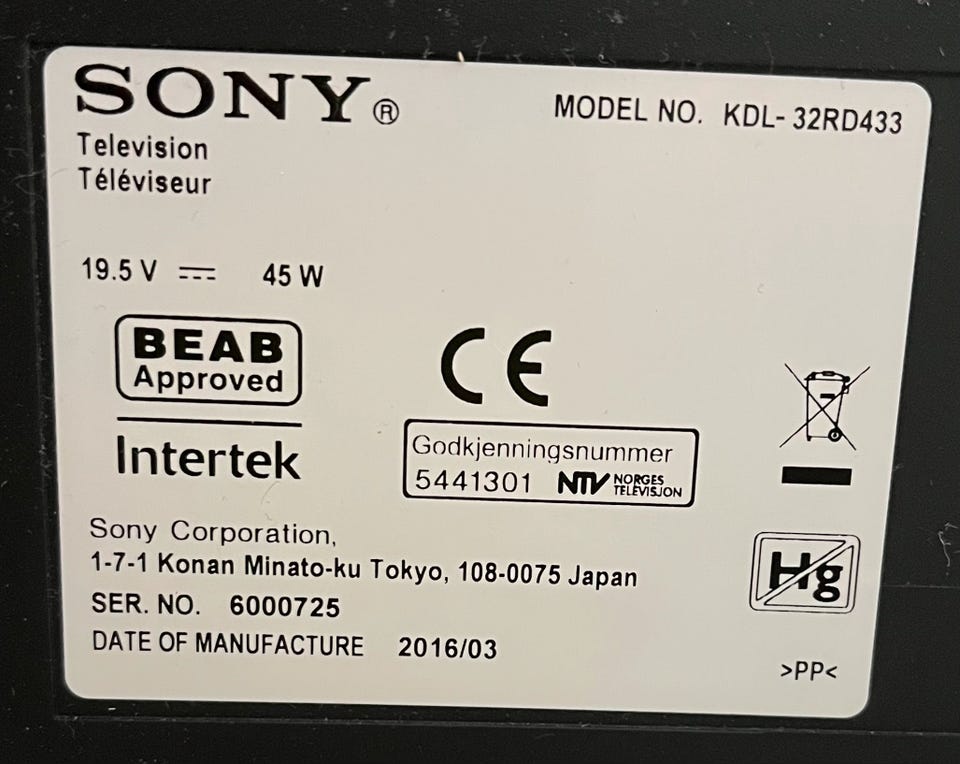 SONY®
MODEL NO. KDL-32RD433
Television
Téléviseur
19.5 V ⎓ 45 W
BEAB
Approved
Intertek
CE
Godkjenningsnummer
5441301 NTV NORGES TELEVISJON
Hg
Sony Corporation,
1-7-1 Konan Minato-ku Tokyo, 108-0075 Japan
SER. NO. 6000725
DATE OF MANUFACTURE 2016/03
>PP<